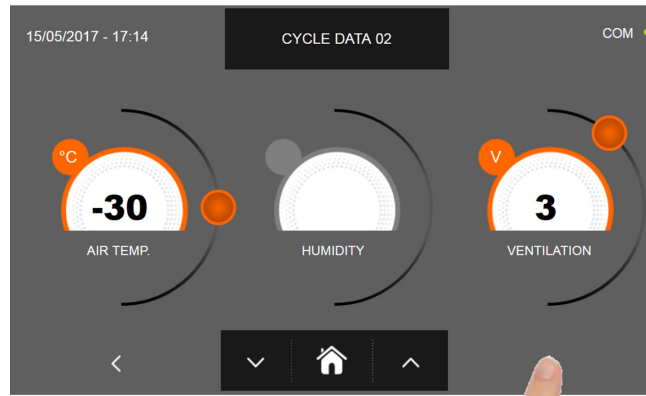 15/05/2017 - 17:14
CYCLE DATA 02
COM
°C
-30
AIR TEMP.
HUMIDITY
V
3
VENTILATION